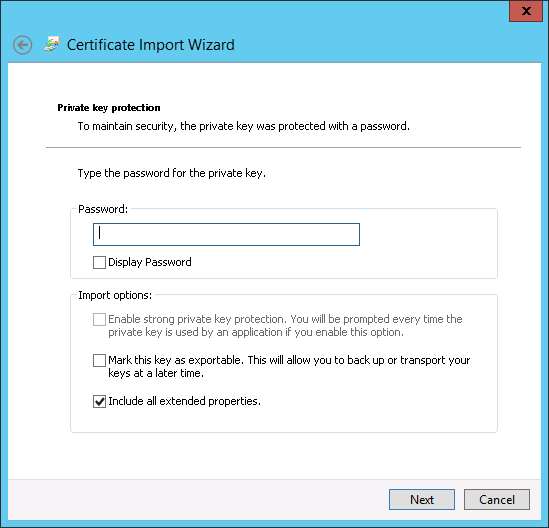 Certificate Import Wizard
Private key protection
To maintain security, the private key was protected with a password.
Type the password for the private key.
Password:
Display Password
Import options:
Enable strong private key protection. You will be prompted every time the
private key is used by an application if you enable this option.
Mark this key as exportable. This will allow you to back up or transport your
keys at a later time.
Include all extended properties.
Next
Cancel